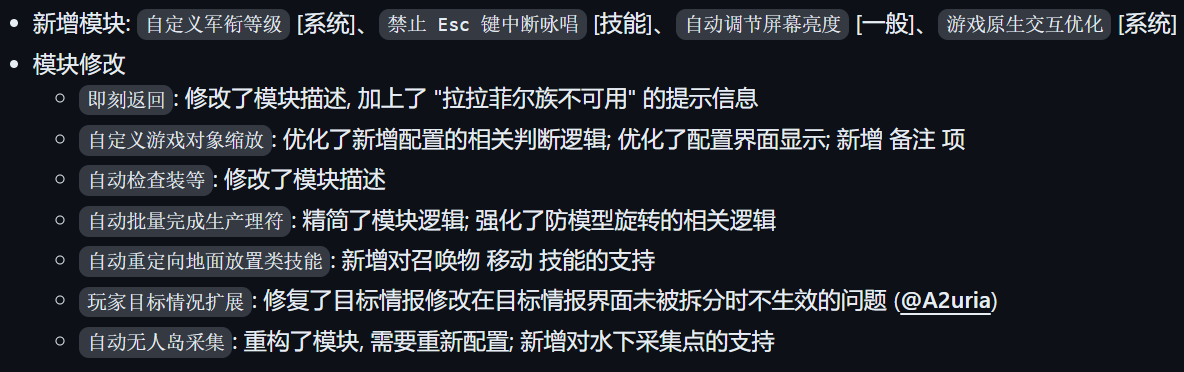 新增模块: 自定义军衔等级 [系统]、禁止 Esc 键中断咏唱 [技能]、自动调节屏幕亮度 [一般]、游戏原生交互优化 [系统]
模块修改
即刻返回: 修改了模块描述, 加上了 "拉拉菲尔族不可用" 的提示信息
自定义游戏对象缩放: 优化了新增配置的相关判断逻辑; 优化了配置界面显示; 新增 备注 项
自动检查装等: 修改了模块描述
自动批量完成生产理符: 精简了模块逻辑; 强化了防模型旋转的相关逻辑
自动重定向地面放置类技能: 新增对召唤物 移动 技能的支持
玩家目标情况扩展: 修复了目标情报修改在目标情报界面未被拆分时不生效的问题 (@A2uria)
自动无人岛采集: 重构了模块, 需要重新配置; 新增对水下采集点的支持